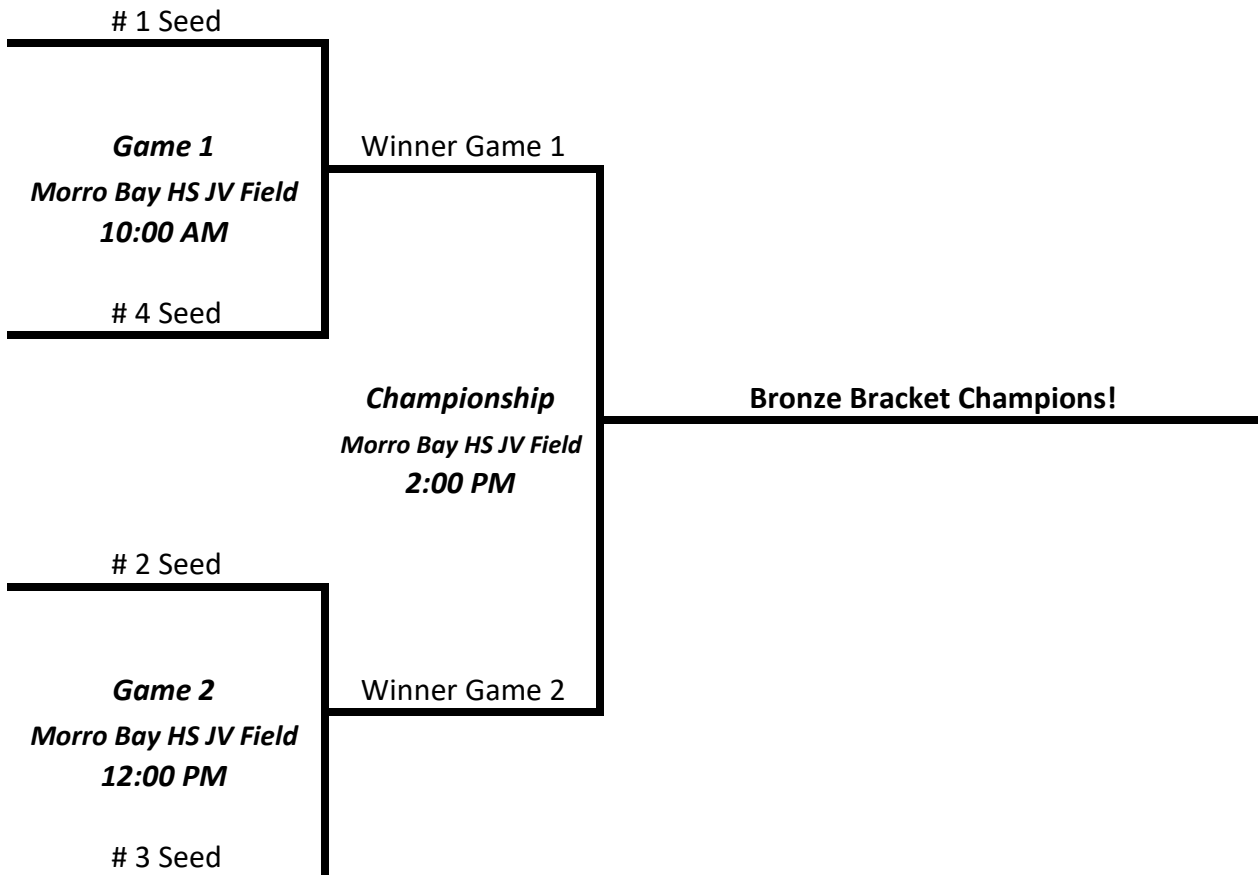 # 1 Seed
Game 1
Winner Game 1
Morro Bay HS JV Field
10:00 AM
# 4 Seed
Championship
Bronze Bracket Champions!
Morro Bay HS JV Field
2:00 PM
# 2 Seed
Game 2
Winner Game 2
Morro Bay HS JV Field
12:00 PM
# 3 Seed